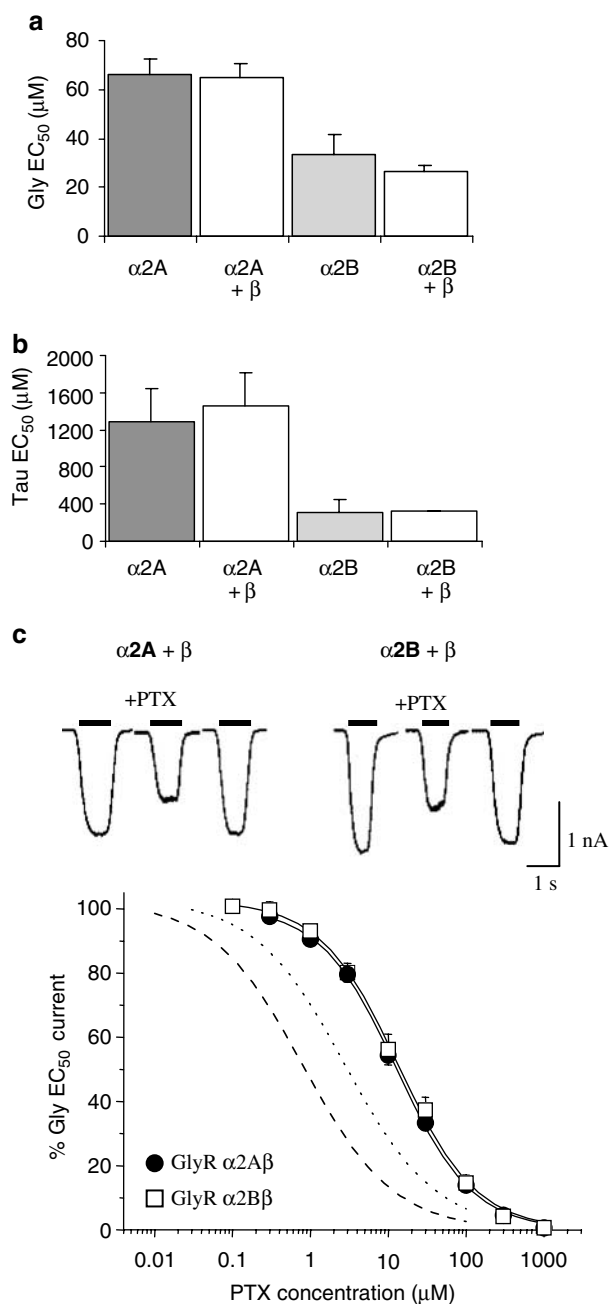 a
Gly EC50 (μM)
80
60
40
20
0
α2A
α2A
+ β
α2B
α2B
+ β
b
Tau EC50 (μM)
2000
1600
1200
800
400
0
α2A
α2A
+ β
α2B
α2B
+ β
c
α2A + β
α2B + β
+PTX
+PTX
1 nA
1 s
% Gly EC50 current
100
80
60
40
20
0
GlyR α2Aβ
GlyR α2Bβ
0.01
0.1
1
10
100
1000
PTX concentration (μM)